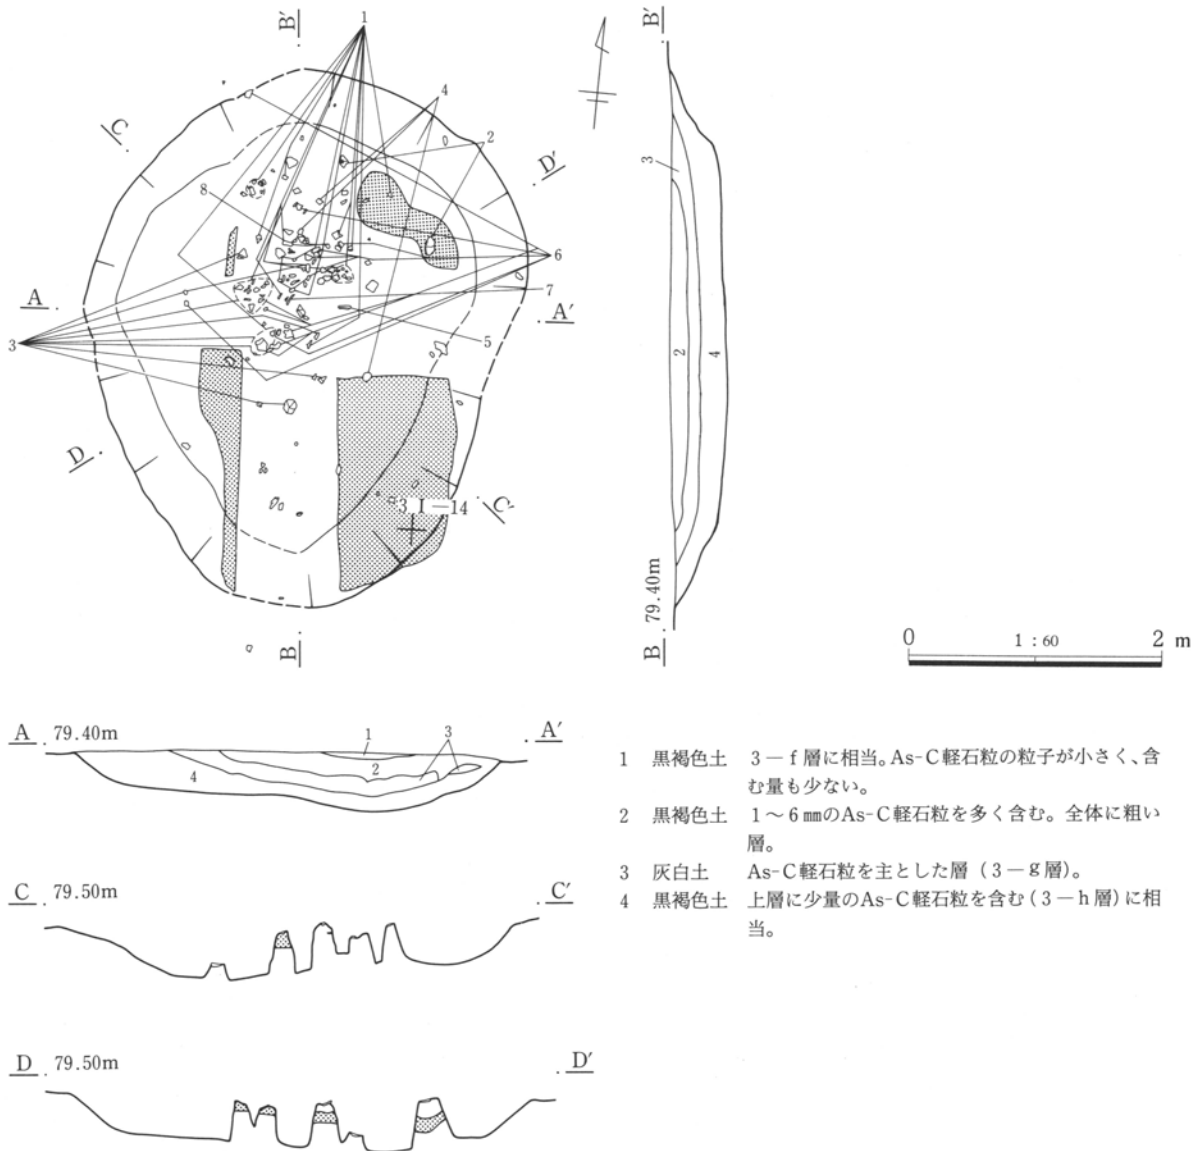 B′
1
4
2
C
D′
8
6
7
A
A′
3
5
D
3 I-14
C′
B
B′
3
2
4
79.40m
B
0 1:60 2 m
A 79.40m A′
1
3
2
4
C 79.50m C′
D 79.50m D′
1 黒褐色土 3-f層に相当。As-C軽石粒の粒子が小さく、含
む量も少ない。
2 黒褐色土 1~6㎜のAs-C軽石粒を多く含む。全体に粗い
層。
3 灰白土 As-C軽石粒を主とした層(3-g層)。
4 黒褐色土 上層に少量のAs-C軽石粒を含む(3-h層)に相
当。